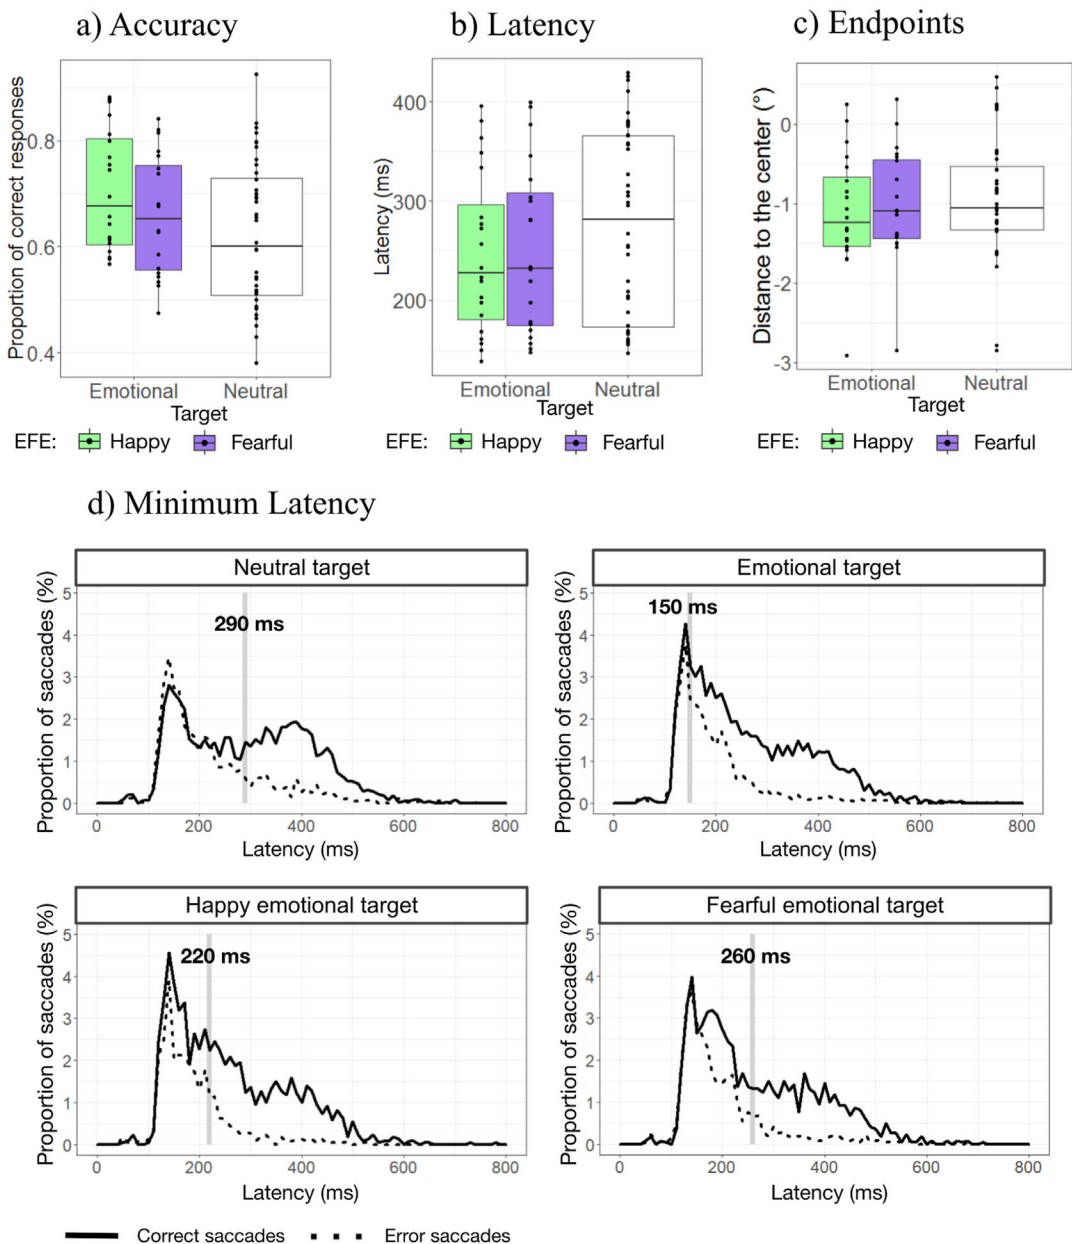 a) Accuracy
b) Latency
c) Endpoints
Proportion of correct responses
0.8
0.6
0.4
Emotional Neutral
Target
EFE: Happy Fearful
Latency (ms)
400
300
200
Emotional Neutral
Target
EFE: Happy Fearful
Distance to the center (°)
0
-1
-2
-3
Emotional Neutral
Target
EFE: Happy Fearful
d) Minimum Latency
Neutral target
Proportion of saccades (%)
5
4
3
2
1
0
290 ms
0 200 400 600 800
Latency (ms)
Emotional target
Proportion of saccades (%)
5
4
3
2
1
0
150 ms
0 200 400 600 800
Latency (ms)
Happy emotional target
Proportion of saccades (%)
5
4
3
2
1
0
220 ms
0 200 400 600 800
Latency (ms)
Fearful emotional target
Proportion of saccades (%)
5
4
3
2
1
0
260 ms
0 200 400 600 800
Latency (ms)
Correct saccades Error saccades